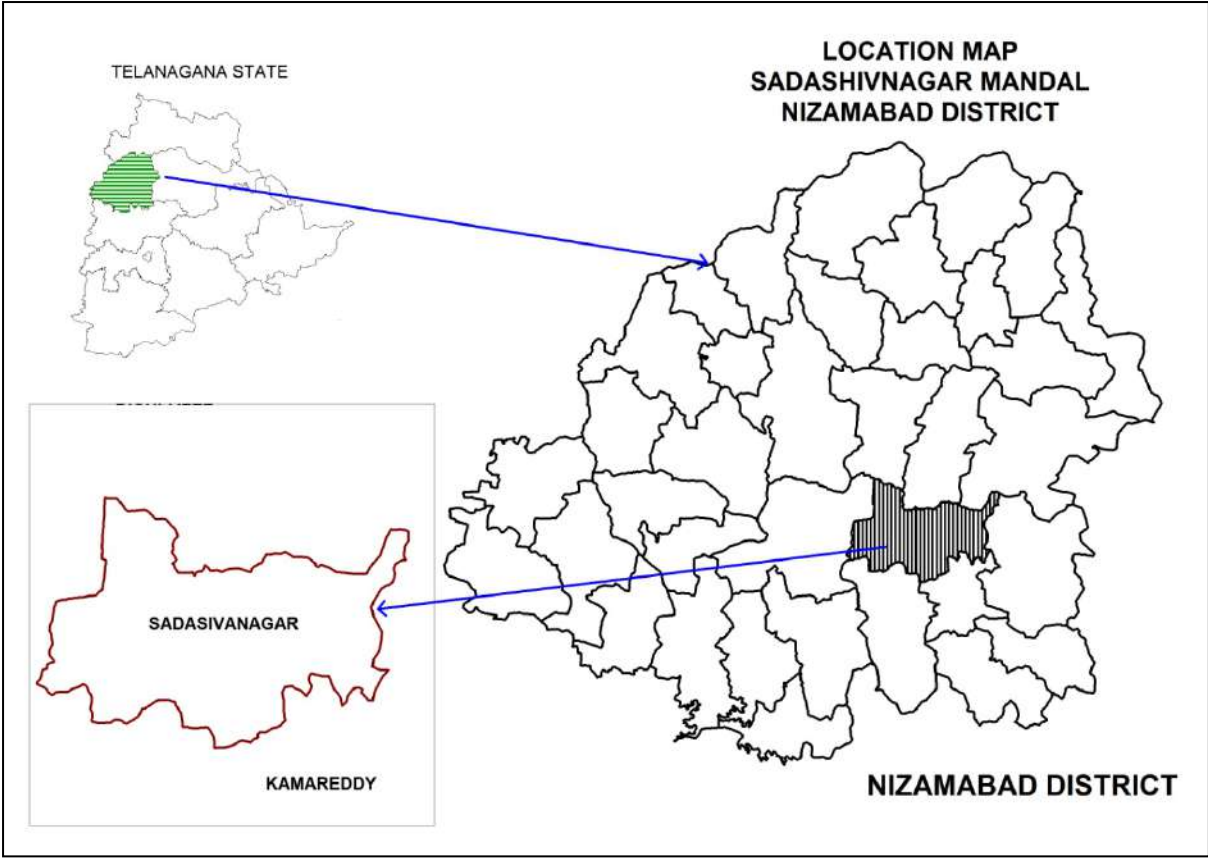 TELANAGANA STATE
LOCATION MAP
SADASHIVNAGAR MANDAL
NIZAMABAD DISTRICT
SADASIVANAGAR
KAMAREDDY
NIZAMABAD DISTRICT